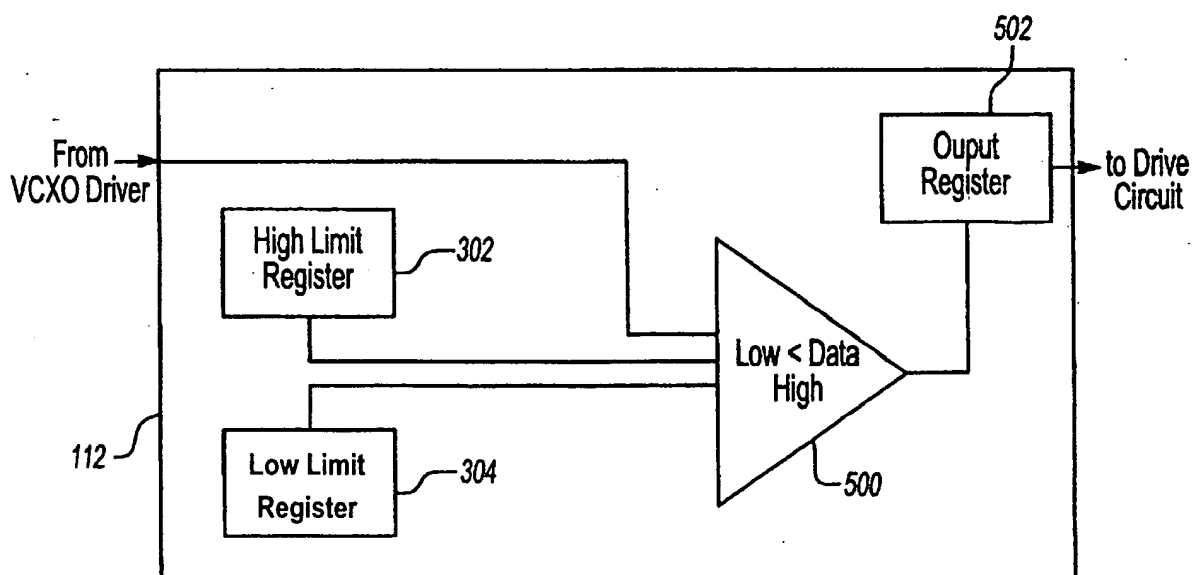 502
From
VCXO Driver
Ouput
Register
to Drive
Circuit
High Limit
Register
302
Low < Data
High
112
Low Limit
Register
304
500